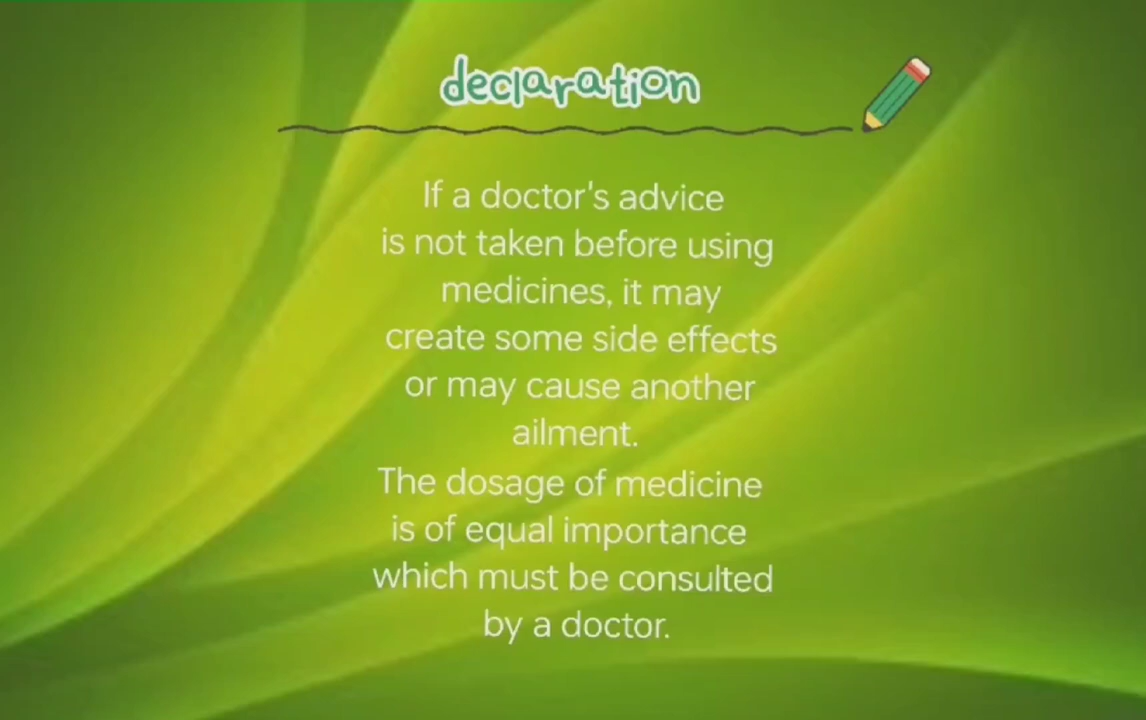 declaration
If a doctor's advice
is not taken before using
medicines, it may
create some side effects
or may cause another
ailment.
The dosage of medicine
is of equal importance
which must be consulted
by a doctor.